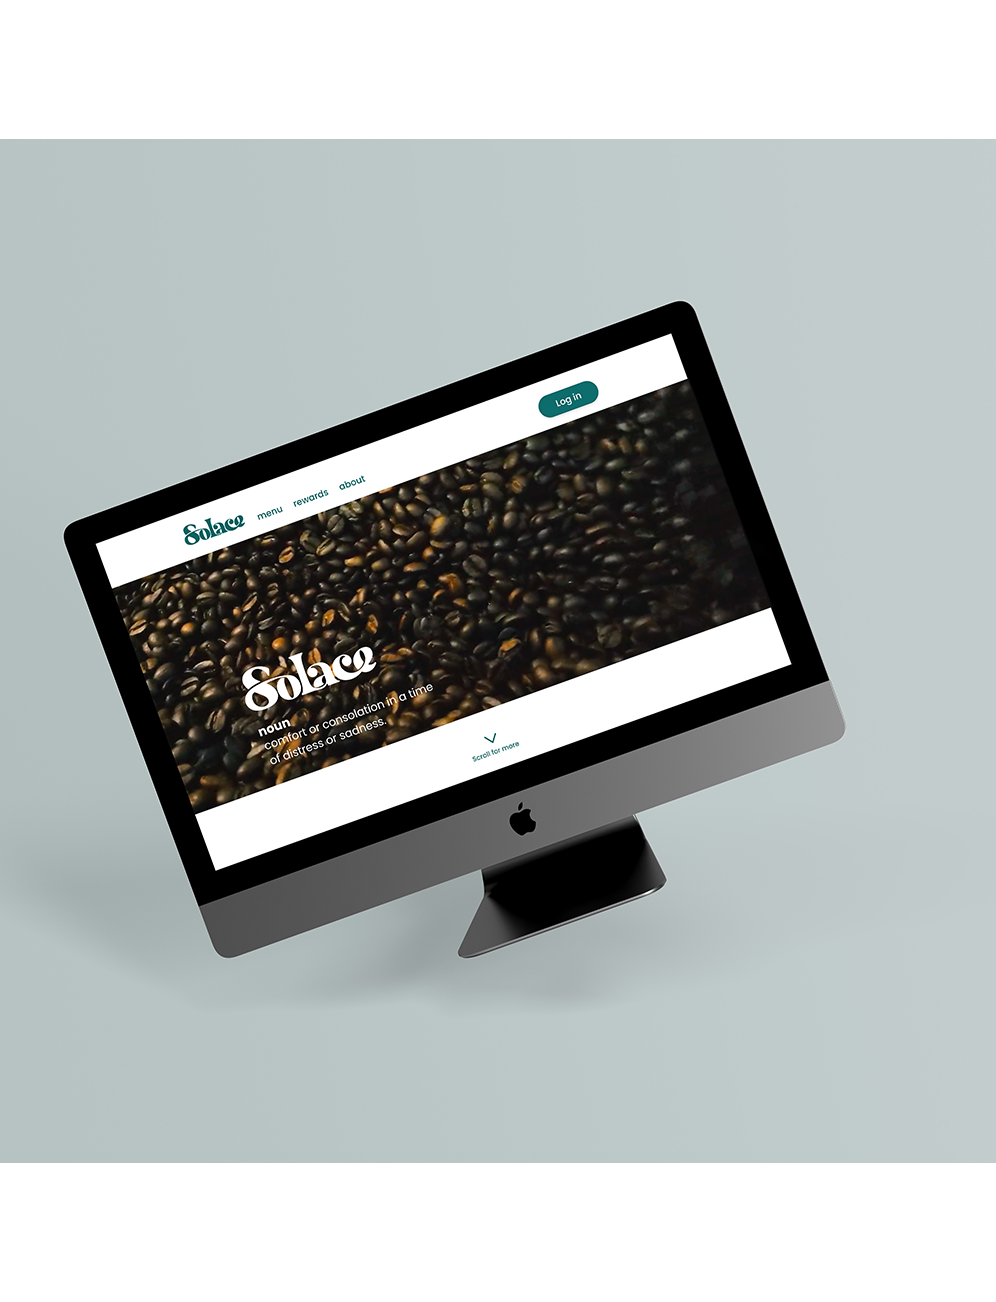 Solace
menu rewards about
Log in
Solace
noun
comfort or consolation in a time
of distress or sadness.
Scroll for more